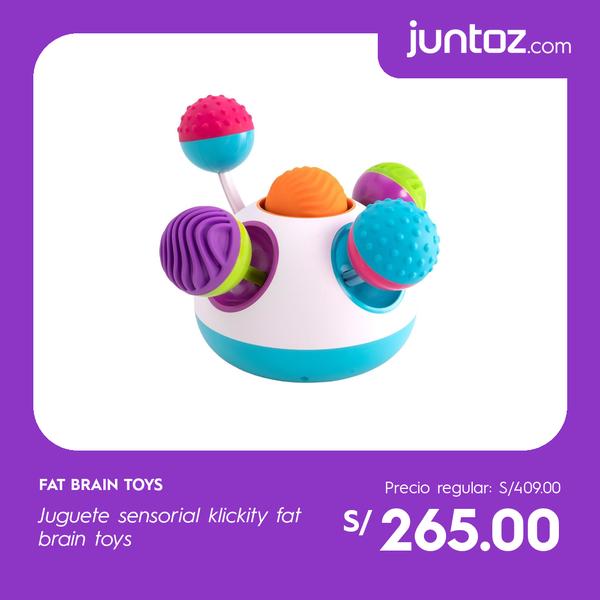 juntoz.com
FAT BRAIN TOYS
Juguete sensorial klickity fat
brain toys
Precio regular: S/409.00
S/ 265.00